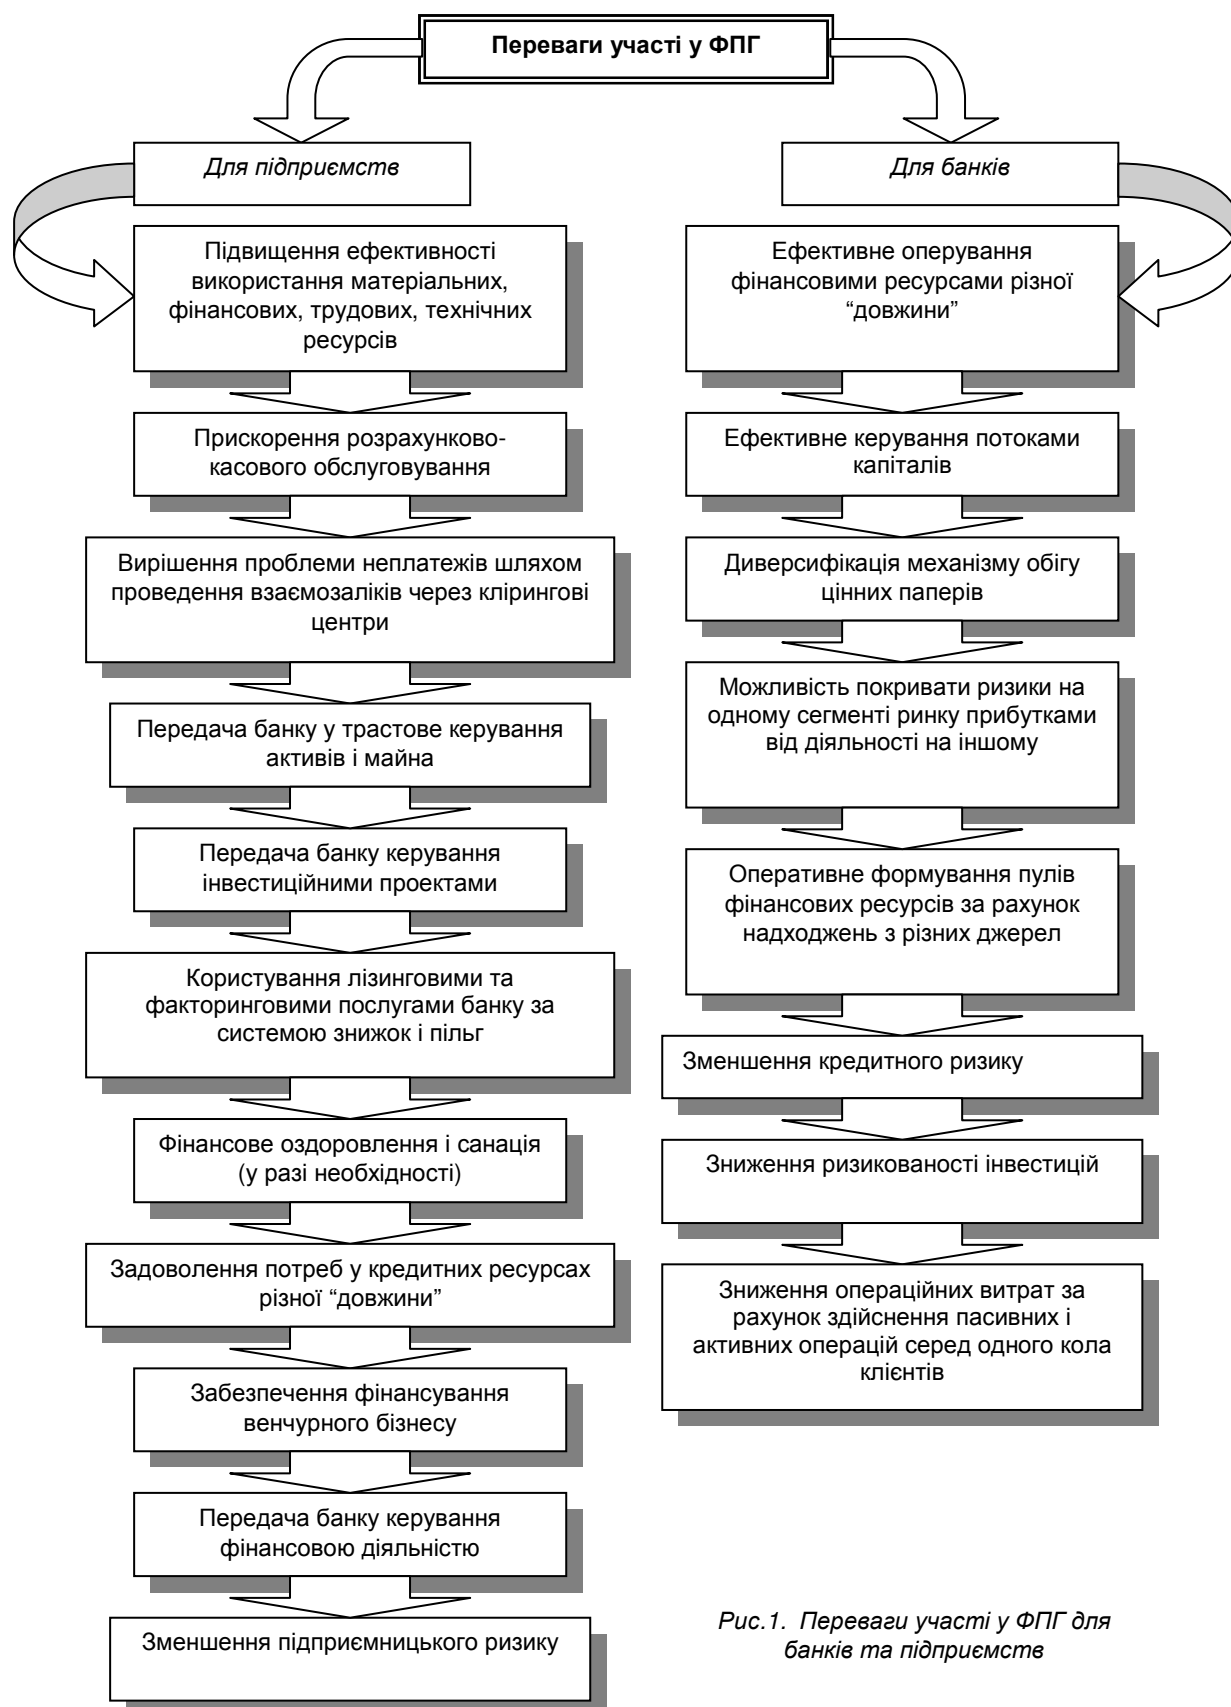 Переваги участі у ФПГ
Для підприємств
Підвищення ефективності
використання матеріальних,
фінансових, трудових, технічних
ресурсів
Прискорення розрахунково-
касового обслуговування
Вирішення проблеми неплатежів шляхом
проведення взаємозаліків через клірингові
центри
Передача банку у трастове керування
активів і майна
Передача банку керування
інвестиційними проектами
Користування лізинговими та
факторинговими послугами банку за
системою знижок і пільг
Фінансове оздоровлення і санація
(у разі необхідності)
Задоволення потреб у кредитних ресурсах
різної “довжини”
Забезпечення фінансування
венчурного бізнесу
Передача банку керування
фінансовою діяльністю
Зменшення підприємницького ризику
Для банків
Ефективне оперування
фінансовими ресурсами різної
“довжини”
Ефективне керування потоками
капіталів
Диверсифікація механізму обігу
цінних паперів
Можливість покривати ризики на
одному сегменті ринку прибутками
від діяльності на іншому
Оперативне формування пулів
фінансових ресурсів за рахунок
надходжень з різних джерел
Зменшення кредитного ризику
Зниження ризикованості інвестицій
Зниження операційних витрат за
рахунок здійснення пасивних і
активних операцій серед одного кола
клієнтів
Рис.1. Переваги участі у ФПГ для
банків та підприємств